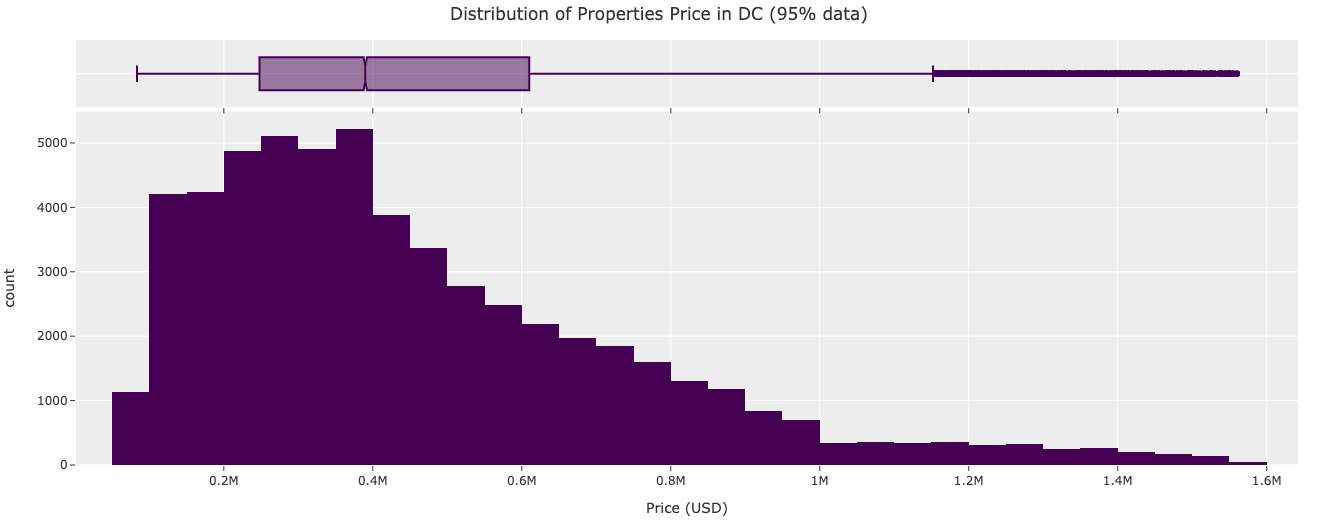 Distribution of Properties Price in DC (95% data)
5000
4000
3000
2000
1000
0
count
0.2M 0.4M 0.6M 0.8M 1M 1.2M 1.4M 1.6M
Price (USD)